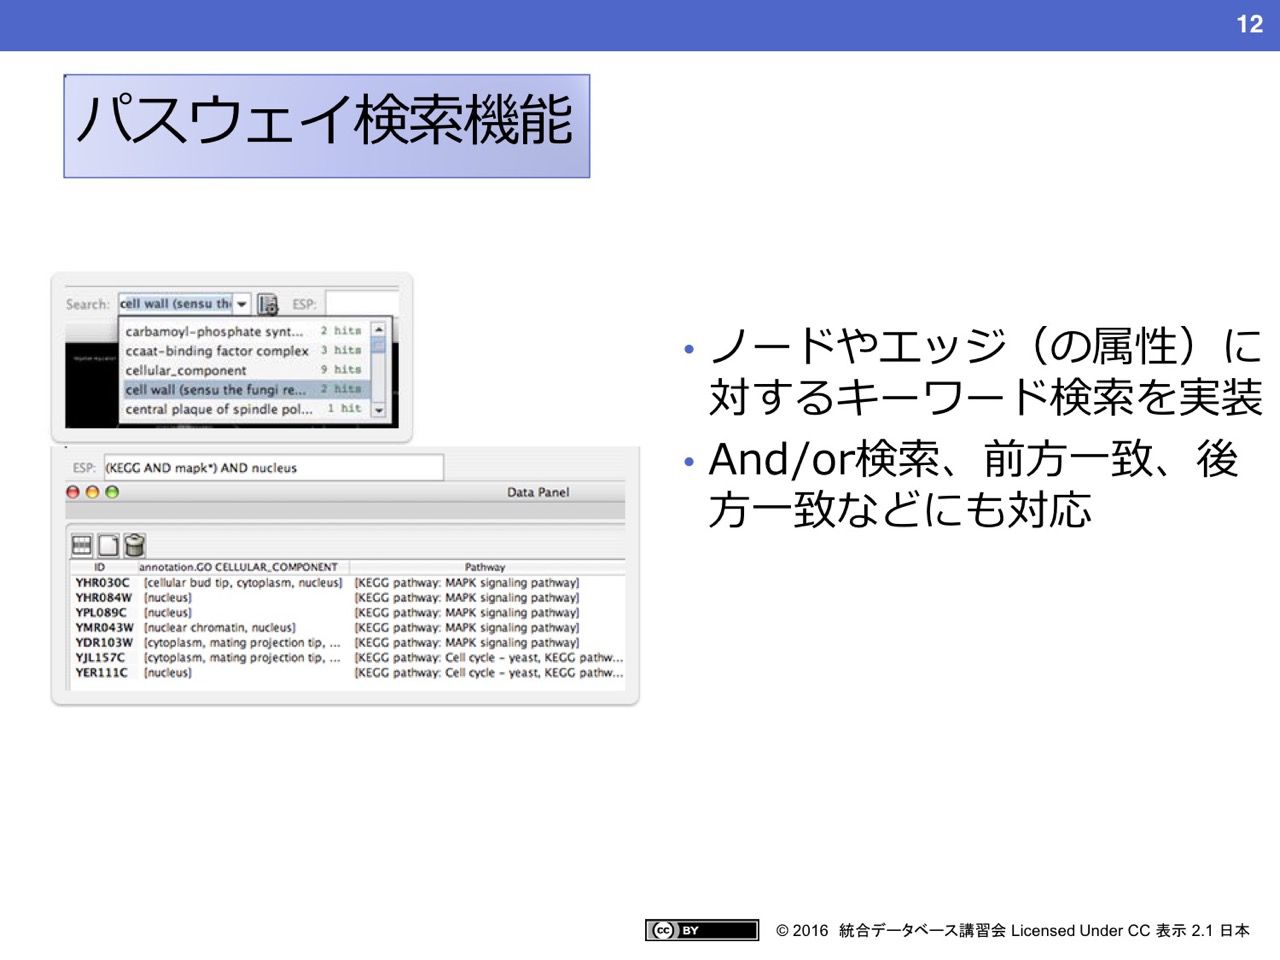 12
パスウェイ検索機能
Search: cell wall (sensu th ESP:
carbamoyl-phosphate synt... 2 hits
ccaat-binding factor complex 3 hits
cellular_component 9 hits
cell wall (sensu the fungi re... 2 hits
central plaque of spindle pol... 1 hit
ESP: (KEGG AND mapk*) AND nucleus
Data Panel
ID annotation.GO CELLULAR_COMPONENT Pathway
YHR030C [cellular bud tip, cytoplasm, nucleus] [KEGG pathway: MAPK signaling pathway]
YHR084W [nucleus] [KEGG pathway: MAPK signaling pathway]
YPL089C [nucleus] [KEGG pathway: MAPK signaling pathway]
YMR043W [nuclear chromatin, nucleus] [KEGG pathway: MAPK signaling pathway]
YDR103W [cytoplasm, mating projection tip, ... [KEGG pathway: MAPK signaling pathway]
YJL157C [cytoplasm, mating projection tip, ... [KEGG pathway: Cell cycle - yeast, KEGG pathw...
YER111C [nucleus] [KEGG pathway: Cell cycle - yeast, KEGG pathw...
• ノードやエッジ（の属性）に
対するキーワード検索を実装
• And/or検索、前方一致、後
方一致などにも対応
cc BY © 2016 統合データベース講習会 Licensed Under CC 表示 2.1 日本